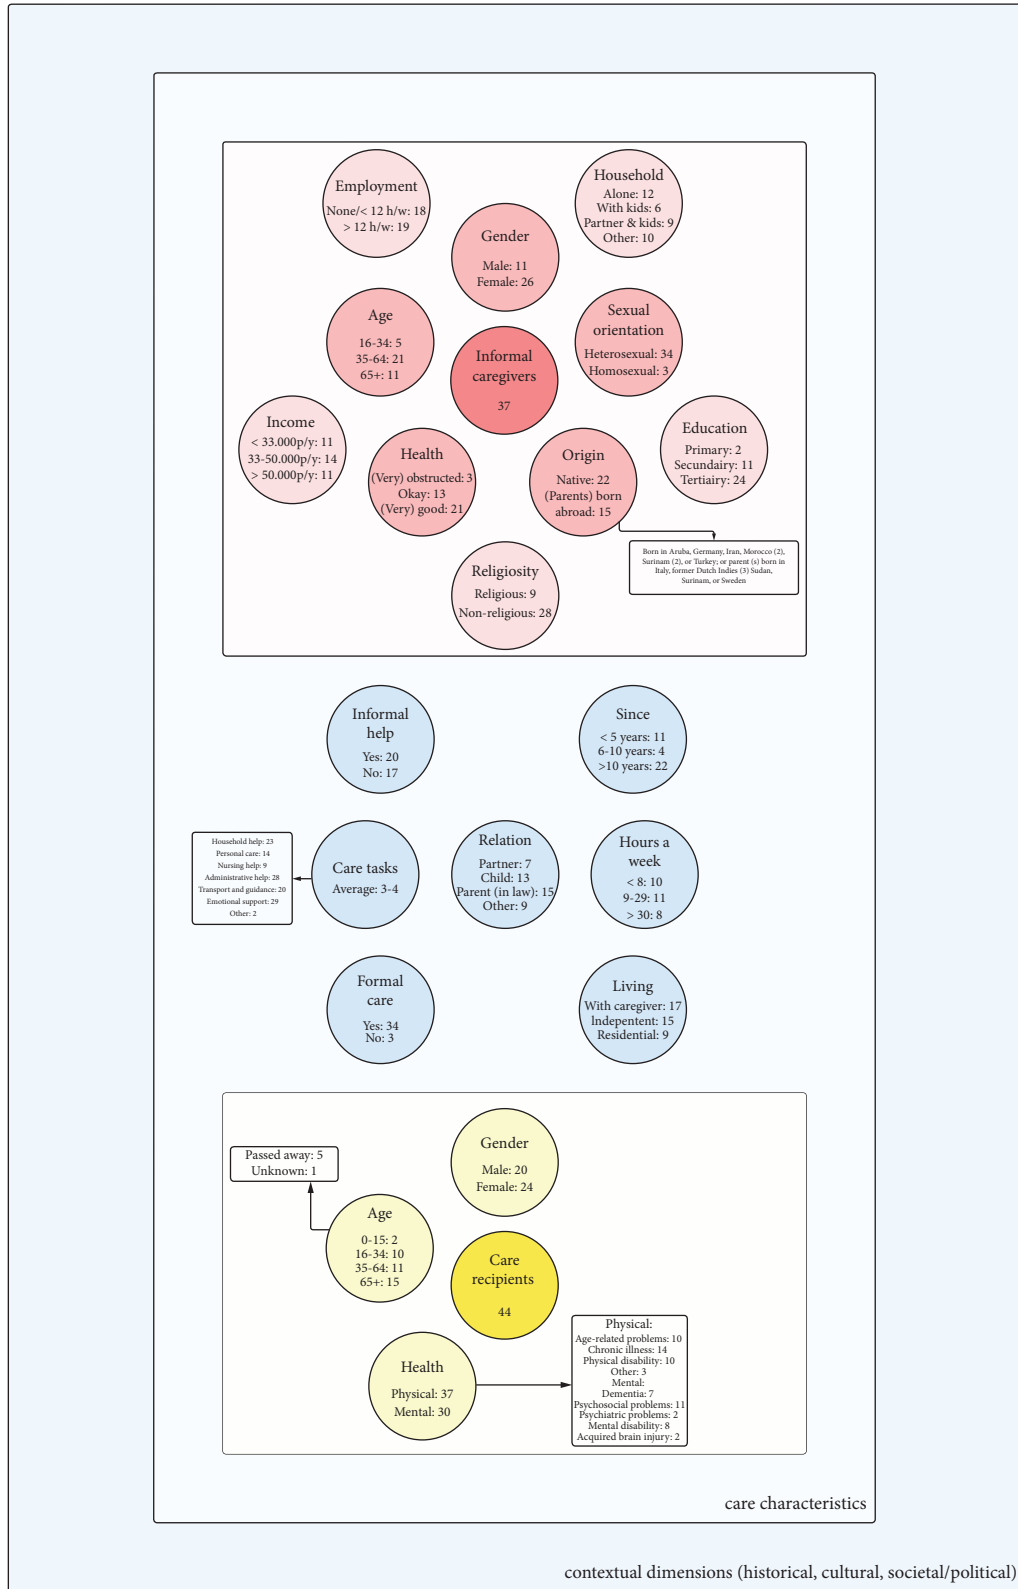 Employment
None/< 12 h/w: 18
> 12 h/w: 19
Household
Alone: 12
With kids: 6
Partner & kids: 9
Other: 10
Gender
Male: 11
Female: 26
Age
16-34: 5
35-64: 21
65+: 11
Sexual
orientation
Heterosexual: 34
Homosexual: 3
Informal
caregivers
37
Income
< 33.000p/y: 11
33-50.000p/y: 14
> 50.000p/y: 11
Health
(Very) obstructed: 3
Okay: 13
(Very) good: 21
Origin
Native: 22
(Parents) born
abroad: 15
Education
Primary: 2
Secundairy: 11
Tertiairy: 24
Born in Aruba, Germany, Iran, Morocco (2),
Surinam (2), or Turkey; or parent (s) born in
Italy, former Dutch Indies (3) Sudan,
Surinam, or Sweden
Religiosity
Religious: 9
Non-religious: 28
Informal
help
Yes: 20
No: 17
Since
< 5 years: 11
6-10 years: 4
>10 years: 22
Household help: 23
Personal care: 14
Nursing help: 9
Administrative help: 28
Transport and guidance: 20
Emotional support: 29
Other: 2
Care tasks
Average: 3-4
Relation
Partner: 7
Child: 13
Parent (in law): 15
Other: 9
Hours a
week
< 8: 10
9-29: 11
> 30: 8
Formal
care
Yes: 34
No: 3
Living
With caregiver: 17
Indepentent: 15
Residential: 9
Gender
Male: 20
Female: 24
Passed away: 5
Unknown: 1
Age
0-15: 2
16-34: 10
35-64: 11
65+: 15
Care
recipients
44
Health
Physical: 37
Mental: 30
Physical:
Age-related problems: 10
Chronic illness: 14
Physical disability: 10
Other: 3
Mental:
Dementia: 7
Psychosocial problems: 11
Psychiatric problems: 2
Mental disability: 8
Acquired brain injury: 2
care characteristics
contextual dimensions (historical, cultural, societal/political)